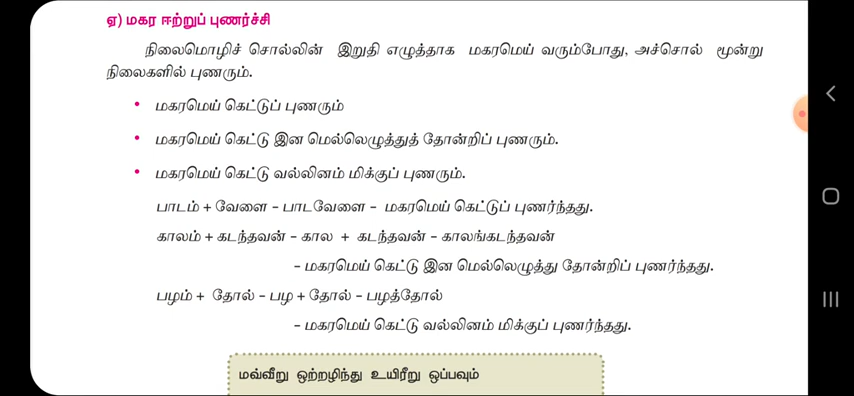 ஏ) மகர ஈற்றுப் புணர்ச்சி
நிலைமொழிச் சொல்லின் இறுதி எழுத்தாக மகரமெய் வரும்போது, அச்சொல் மூன்று
நிலைகளில் புணரும்.
• மகரமெய் கெட்டுப் புணரும்
• மகரமெய் கெட்டு இன மெல்லெழுத்துத் தோன்றிப் புணரும்.
• மகரமெய் கெட்டு வல்லினம் மிக்குப் புணரும்.
பாடம் + வேளை – பாடவேளை – மகரமெய் கெட்டுப் புணர்ந்தது.
காலம் + கடந்தவன் – கால + கடந்தவன் – காலங்கடந்தவன்
– மகரமெய் கெட்டு இன மெல்லெழுத்து தோன்றிப் புணர்ந்தது.
பழம் + தோல் – பழ + தோல் – பழத்தோல்
– மகரமெய் கெட்டு வல்லினம் மிக்குப் புணர்ந்தது.
மவ்வீறு ஒற்றழிந்து உயிரீறு ஒப்பவும்